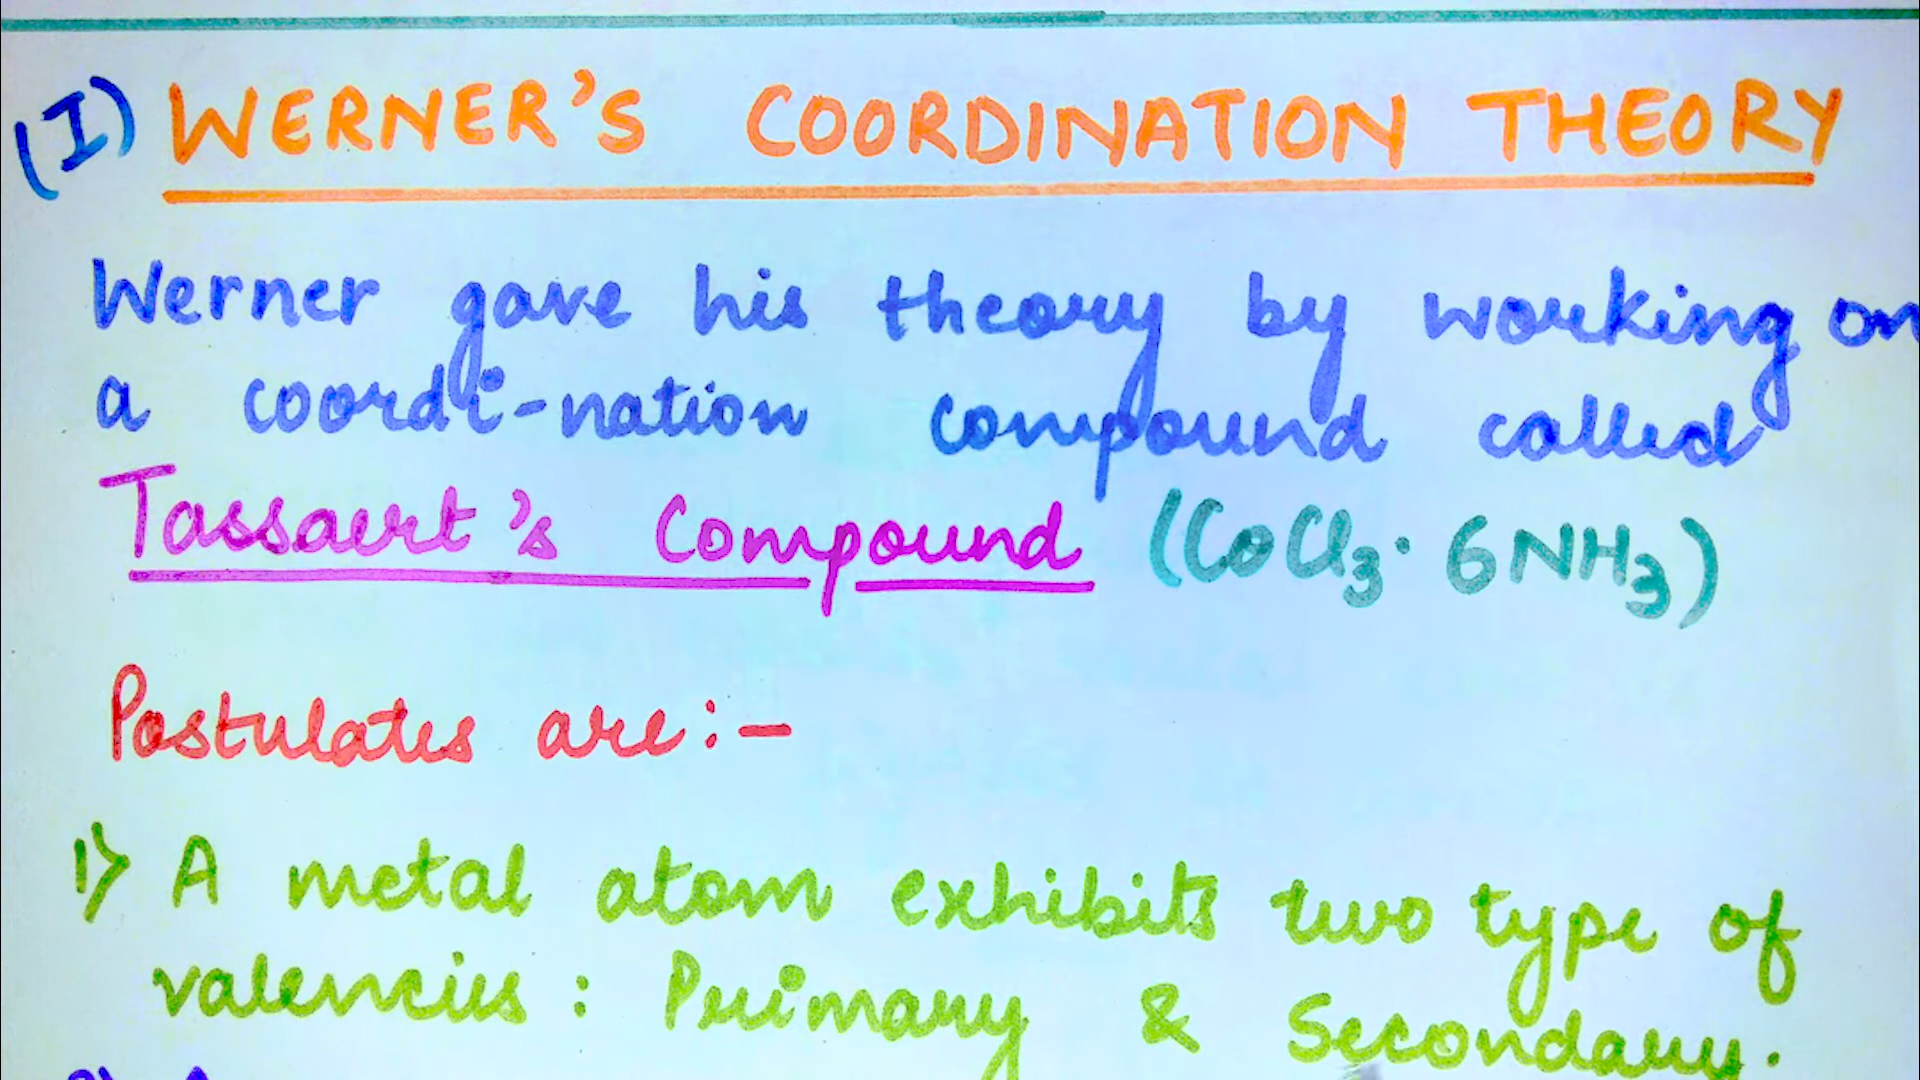 (I) WERNER'S COORDINATION THEORY
Werner gave his theory by working on
a coordi-nation compound called
Tassaert's Compound (CoCl₃· 6NH₃)
Postulates are:-
1) A metal atom exhibits two type of
valencies : Primary & Secondary.